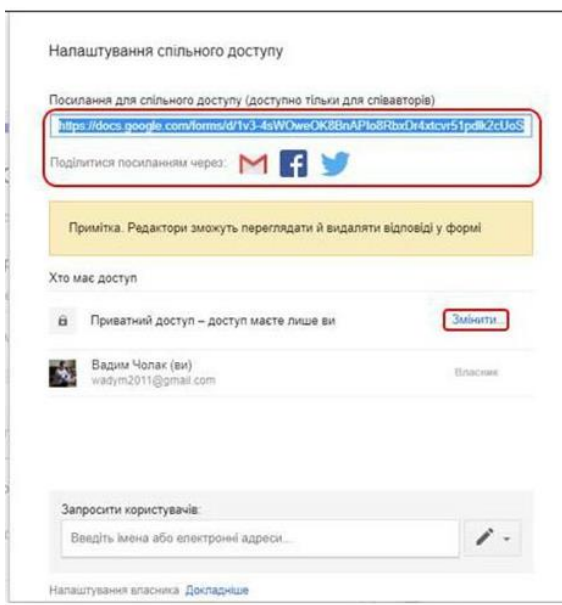 Налаштування спільного доступу
Посилання для спільного доступу (доступно тільки для співавторів)
https://docs.google.com/forms/d/1v3-4sWOweOK8BnAPIo8RbxDr4xtcvr51pdlk2cUoS
Поділитися посиланням через:
Примітка. Редактори зможуть переглядати й видаляти відповіді у формі
Хто має доступ
Приватний доступ – доступ маєте лише ви Змінити...
Вадим Чолак (ви) Власник
wadym2011@gmail.com
Запросити користувачів:
Введіть імена або електронні адреси...
Налаштування власника Докладніше